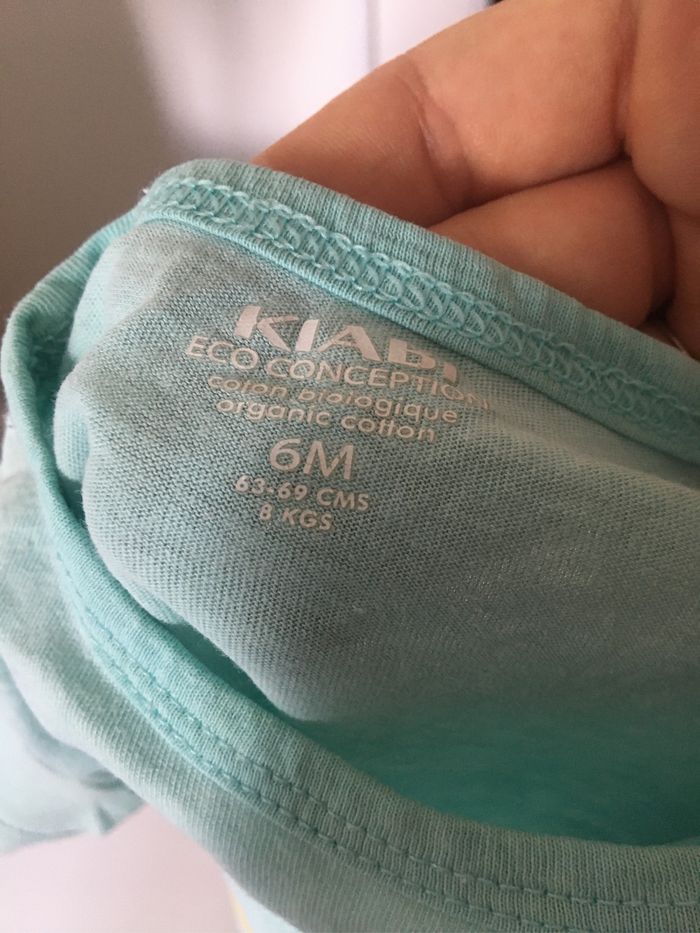 KIABI
ECO CONCEPTION
coton biologique
organic cotton
6M
63-69 CMS
8 KGS